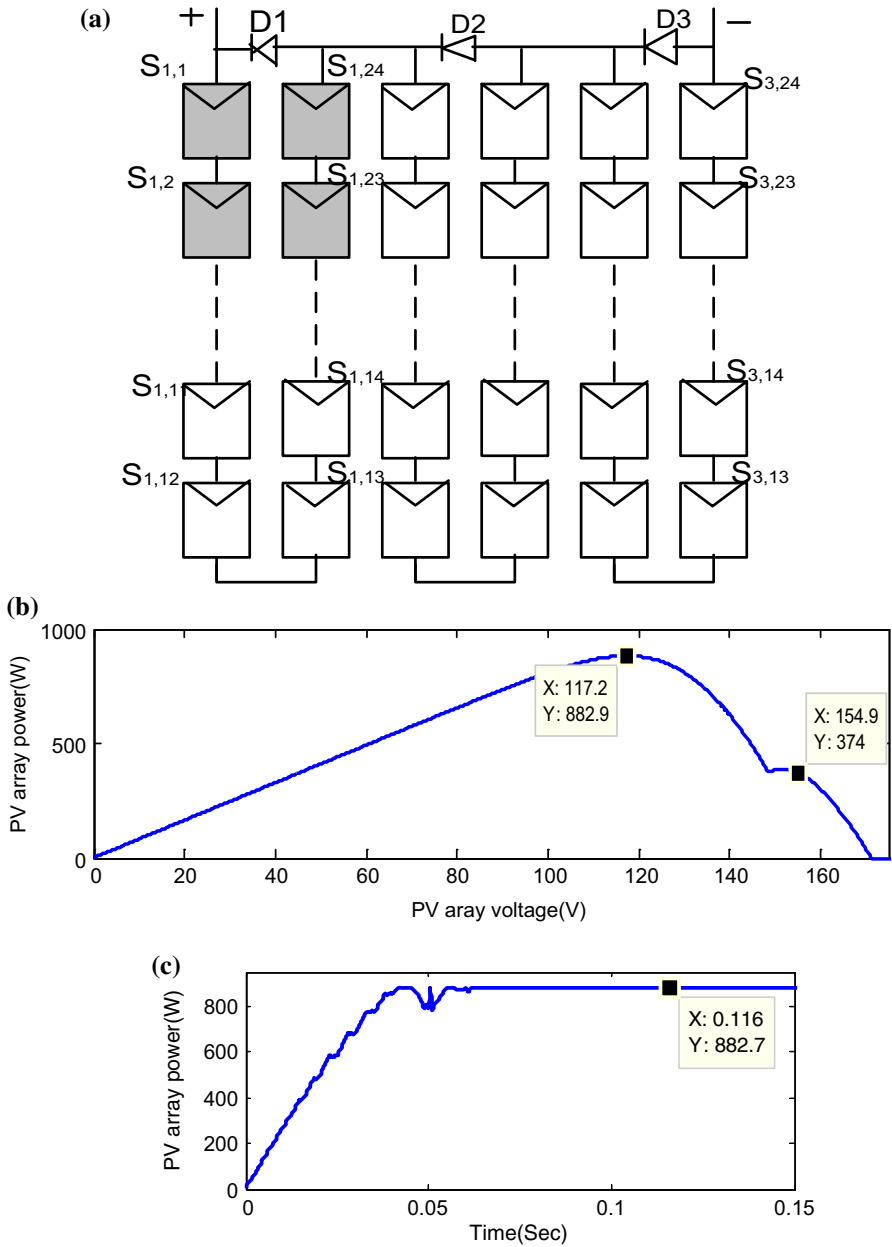 (a)
+ D1 D2 D3 −
S1,1 S1,24 S3,24
S1,2 S1,23 S3,23
S1,11 S1,14 S3,14
S1,12 S1,13 S3,13
(b)
1000
500
0
PV array power(W)
X: 117.2
Y: 882.9
X: 154.9
Y: 374
0 20 40 60 80 100 120 140 160
PV aray voltage(V)
(c)
800
600
400
200
0
PV array power(W)
X: 0.116
Y: 882.7
0 0.05 0.1 0.15
Time(Sec)